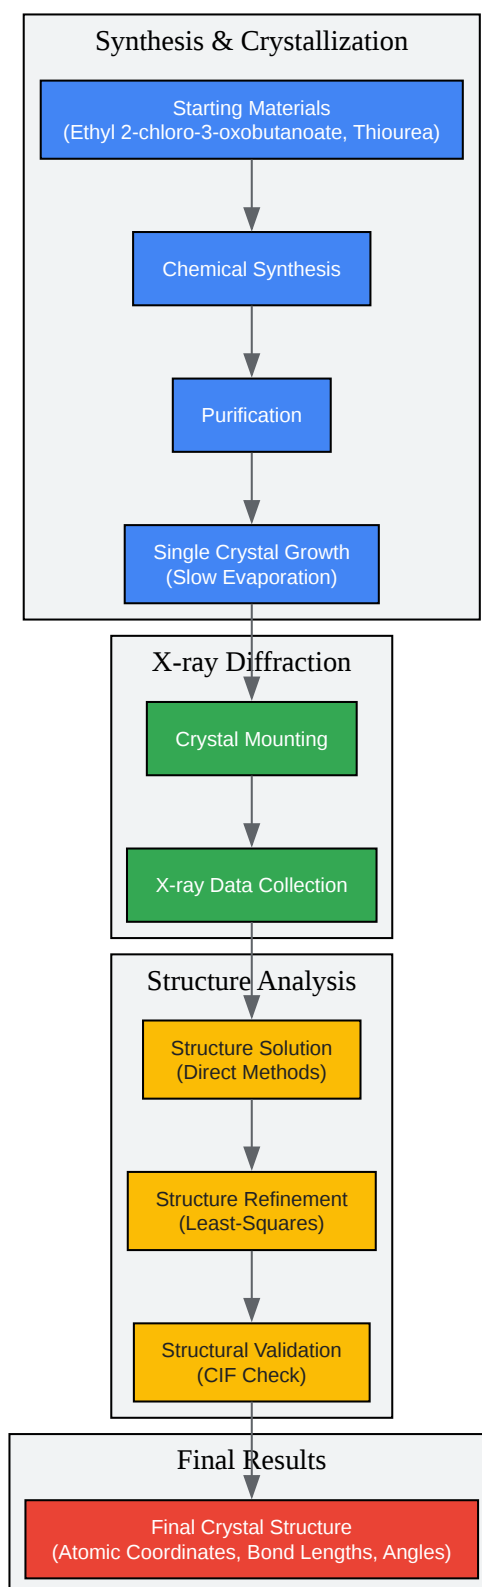 Synthesis & Crystallization
Starting Materials
(Ethyl 2-chloro-3-oxobutanoate, Thiourea)
Chemical Synthesis
Purification
Single Crystal Growth
(Slow Evaporation)
X-ray Diffraction
Crystal Mounting
X-ray Data Collection
Structure Analysis
Structure Solution
(Direct Methods)
Structure Refinement
(Least-Squares)
Structural Validation
(CIF Check)
Final Results
Final Crystal Structure
(Atomic Coordinates, Bond Lengths, Angles)